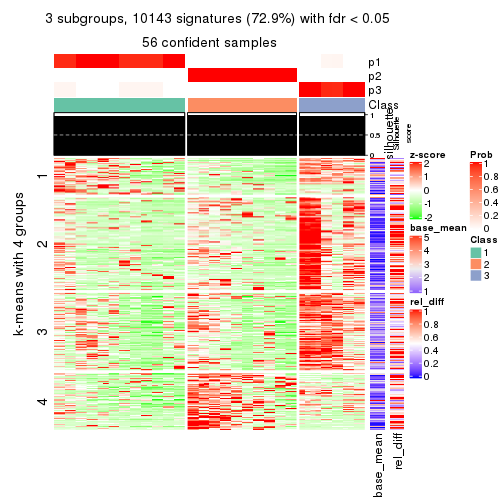 3 subgroups, 10143 signatures (72.9%) with fdr < 0.05
56 confident samples
p1
p2
p3
Class
silhouette
Silhouette
score
1
0.5
0
k-means with 4 groups
1
2
3
4
base_mean
rel_diff
z-score
2
1
0
-1
-2
base_mean
5
4
3
2
1
rel_diff
1
0.8
0.6
0.4
0.2
0
Prob
1
0.8
0.6
0.4
0.2
0
Class
1
2
3